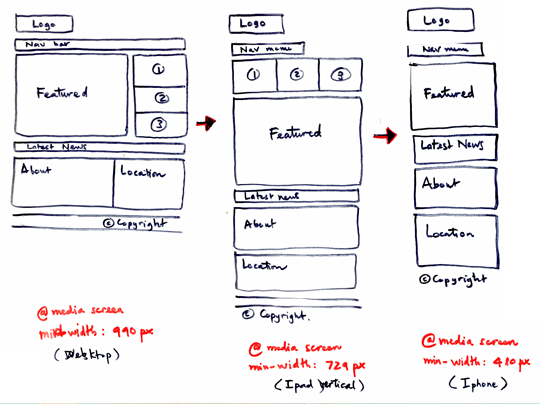 Logo
Nav bar
Featured
1
2
3
Latest News
About
Location
© Copyright
@media screen
width: 990 px
(Desktop)
Logo
Nav menu
1 2 3
Featured
Latest news
About
Location
© Copyright.
@media screen
min-width: 729 px
(Ipad vertical)
Logo
Nav menu
Featured
Latest News
About
Location
© Copyright
@media screen
min-width: 480 px
(Iphone)